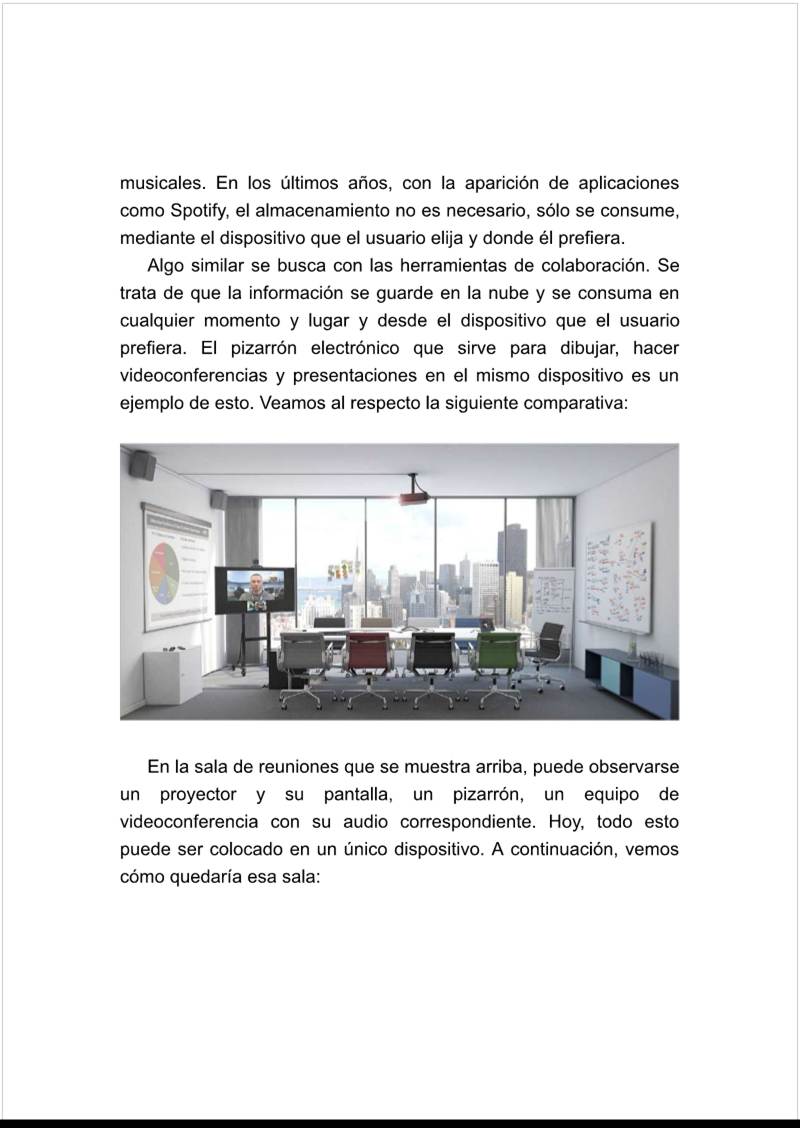 musicales. En los últimos años, con la aparición de aplicaciones
como Spotify, el almacenamiento no es necesario, sólo se consume,
mediante el dispositivo que el usuario elija y donde él prefiera.
Algo similar se busca con las herramientas de colaboración. Se
trata de que la información se guarde en la nube y se consuma en
cualquier momento y lugar y desde el dispositivo que el usuario
prefiera. El pizarrón electrónico que sirve para dibujar, hacer
videoconferencias y presentaciones en el mismo dispositivo es un
ejemplo de esto. Veamos al respecto la siguiente comparativa:
En la sala de reuniones que se muestra arriba, puede observarse
un proyector y su pantalla, un pizarrón, un equipo de
videoconferencia con su audio correspondiente. Hoy, todo esto
puede ser colocado en un único dispositivo. A continuación, vemos
cómo quedaría esa sala: